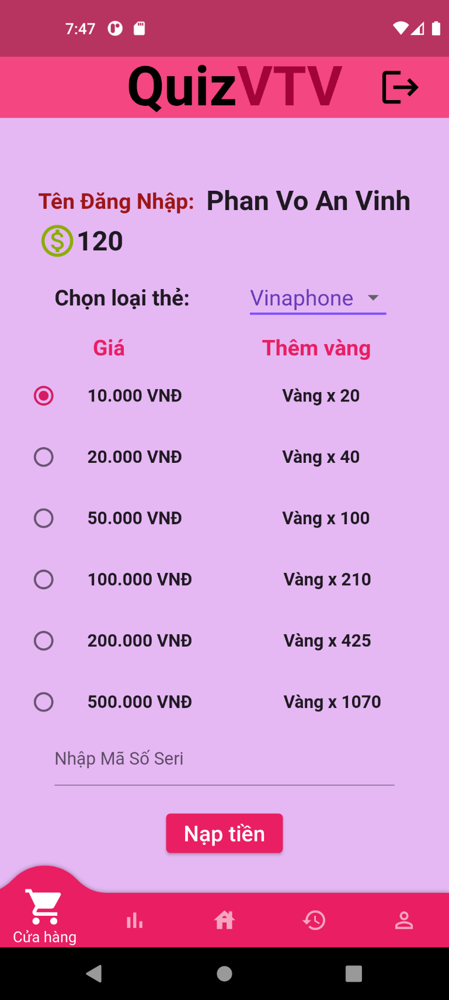 7:47
QuizVTV
Tên Đăng Nhập: Phan Vo An Vinh
120
Chọn loại thẻ: Vinaphone
Giá Thêm vàng
10.000 VNĐ Vàng x 20
20.000 VNĐ Vàng x 40
50.000 VNĐ Vàng x 100
100.000 VNĐ Vàng x 210
200.000 VNĐ Vàng x 425
500.000 VNĐ Vàng x 1070
Nhập Mã Số Seri
Nạp tiền
Cửa hàng